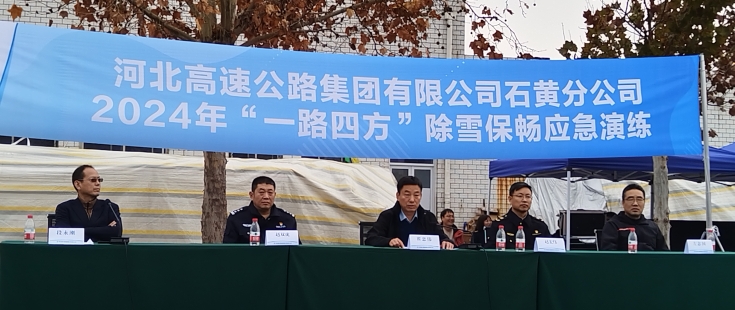 河北高速公路集团有限公司石黄分公司
2024年“一路四方”除雪保畅应急演练